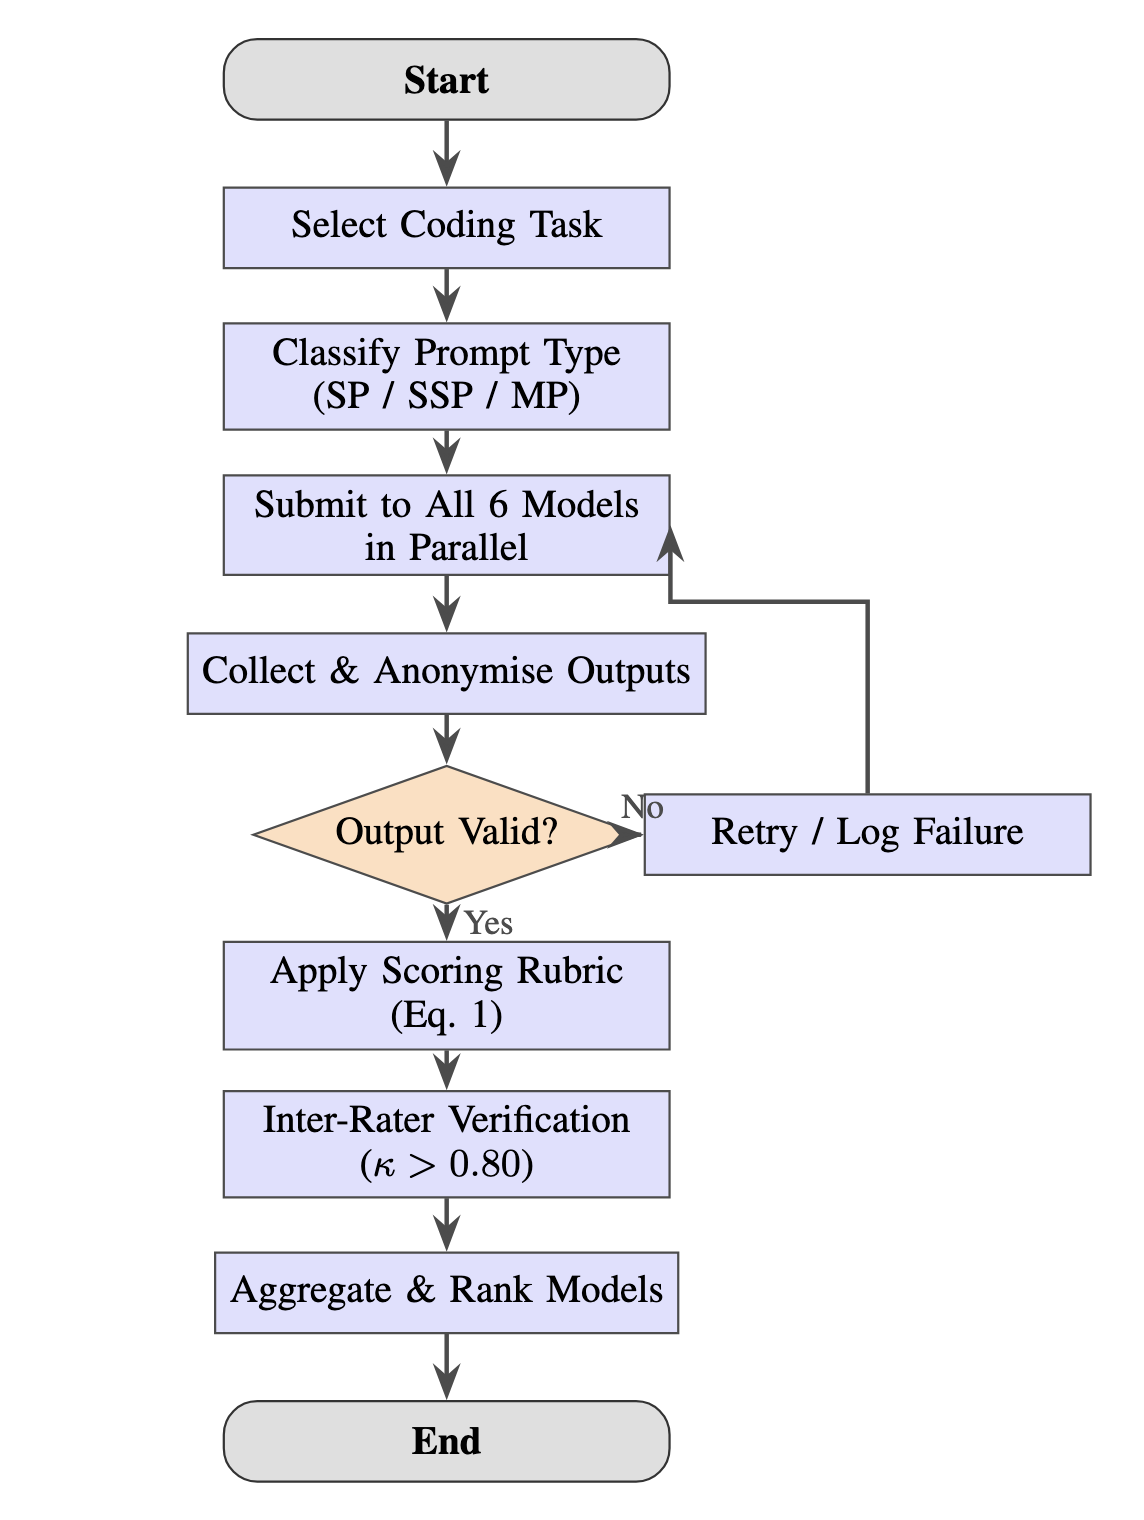 Start
Select Coding Task
Classify Prompt Type
(SP / SSP / MP)
Submit to All 6 Models
in Parallel
Collect & Anonymise Outputs
Output Valid?
No
Retry / Log Failure
Yes
Apply Scoring Rubric
(Eq. 1)
Inter-Rater Verification
(κ > 0.80)
Aggregate & Rank Models
End